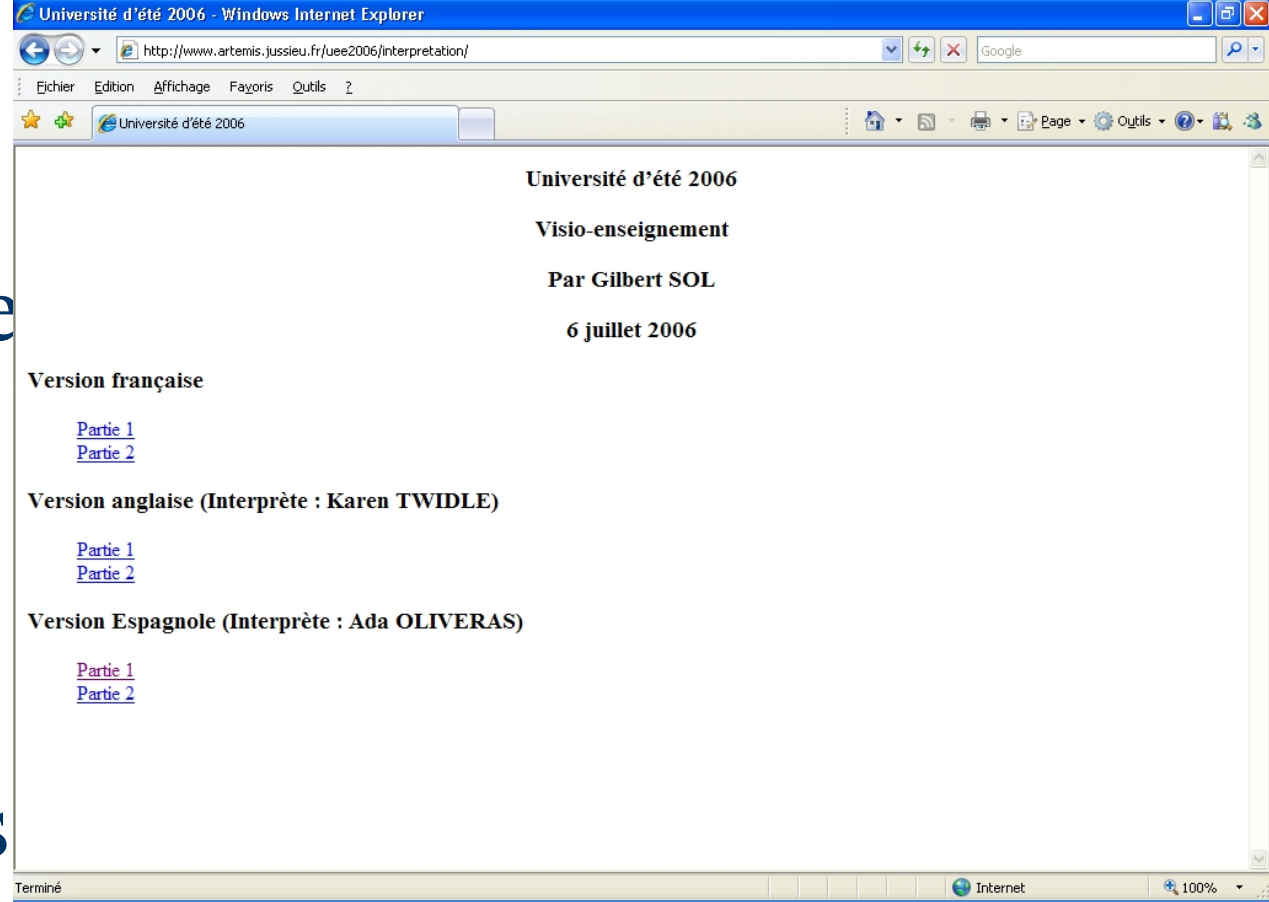 Université d'été 2006 - Windows Internet Explorer
http://www.artemis.jussieu.fr/uee2006/interpretation/
Google
Fichier Edition Affichage Favoris Outils ?
Université d'été 2006
Page Outils
Université d’été 2006
Visio-enseignement
Par Gilbert SOL
6 juillet 2006
e
Version française
Partie 1
Partie 2
Version anglaise (Interprète : Karen TWIDLE)
Partie 1
Partie 2
Version Espagnole (Interprète : Ada OLIVERAS)
Partie 1
Partie 2
s
Terminé Internet 100%